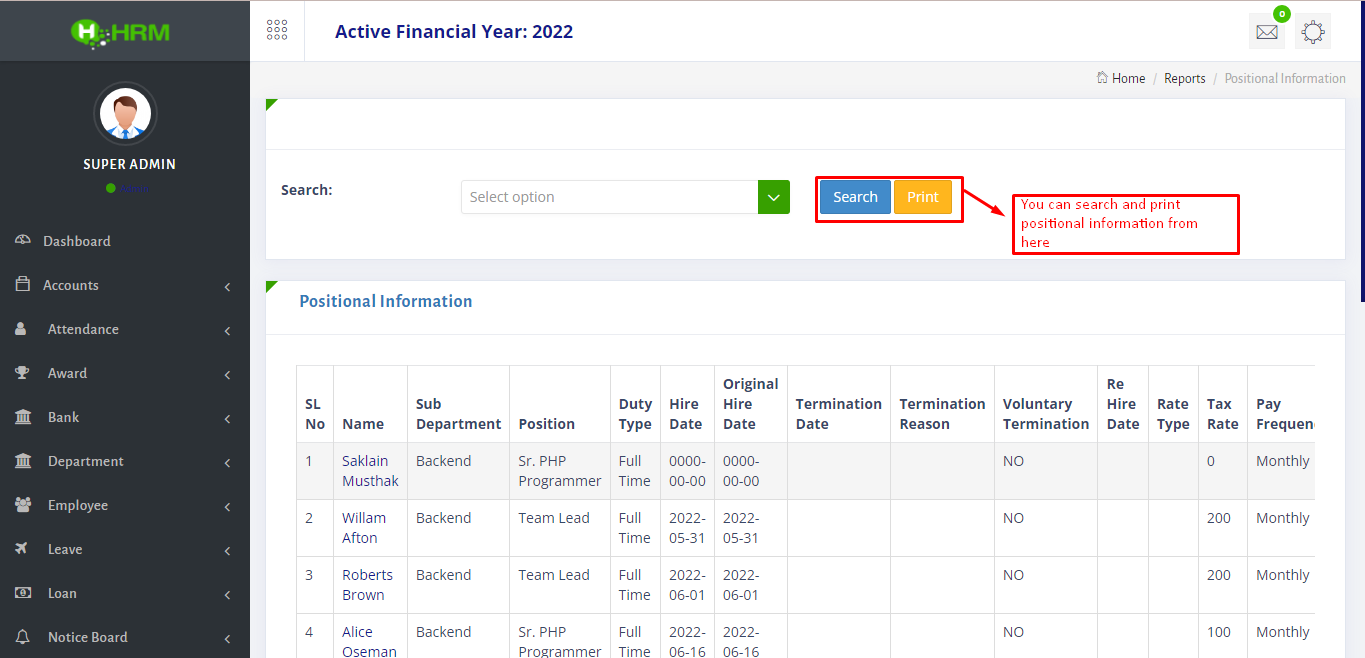 HRM
Active Financial Year: 2022
0
Home / Reports / Positional Information
SUPER ADMIN
Dashboard
Accounts
Attendance
Award
Bank
Department
Employee
Leave
Loan
Notice Board
Search:
Select option
Search
Print
You can search and print
positional information from
here
Positional Information
SL No Name Sub Department Position Duty Type Hire Date Original Hire Date Termination Date Termination Reason Voluntary Termination Re Hire Date Rate Type Tax Rate Pay Frequen
1 Saklain Musthak Backend Sr. PHP Programmer Full Time 0000-00-00 0000-00-00 NO 0 Monthly
2 Willam Afton Backend Team Lead Full Time 2022-05-31 2022-05-31 NO 200 Monthly
3 Roberts Brown Backend Team Lead Full Time 2022-06-01 2022-06-01 NO 200 Monthly
4 Alice Oseman Backend Sr. PHP Programmer Full Time 2022-06-16 2022-06-16 NO 100 Monthly